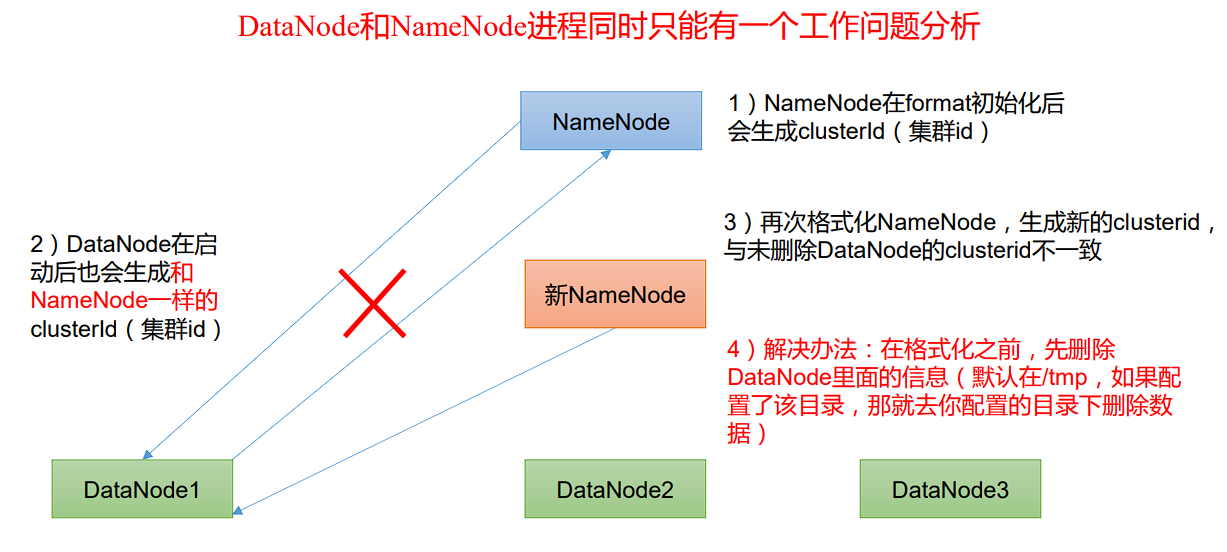 DataNode和NameNode进程同时只能有一个工作问题分析
NameNode
1）NameNode在format初始化后
会生成clusterId（集群id）
2）DataNode在启
动后也会生成和
NameNode一样的
clusterId（集群id）
3）再次格式化NameNode，生成新的clusterid，
与未删除DataNode的clusterid不一致
新NameNode
4）解决办法：在格式化之前，先删除
DataNode里面的信息（默认在/tmp，如果配
置了该目录，那就去你配置的目录下删除数
据）
DataNode1
DataNode2
DataNode3